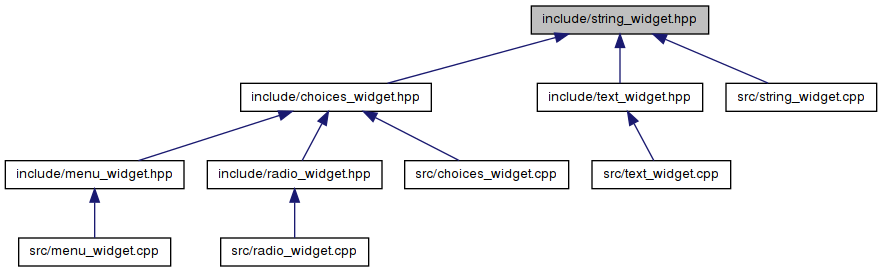 include/string_widget.hpp
include/choices_widget.hpp
include/text_widget.hpp
src/string_widget.cpp
include/menu_widget.hpp
include/radio_widget.hpp
src/choices_widget.cpp
src/text_widget.cpp
src/menu_widget.cpp
src/radio_widget.cpp